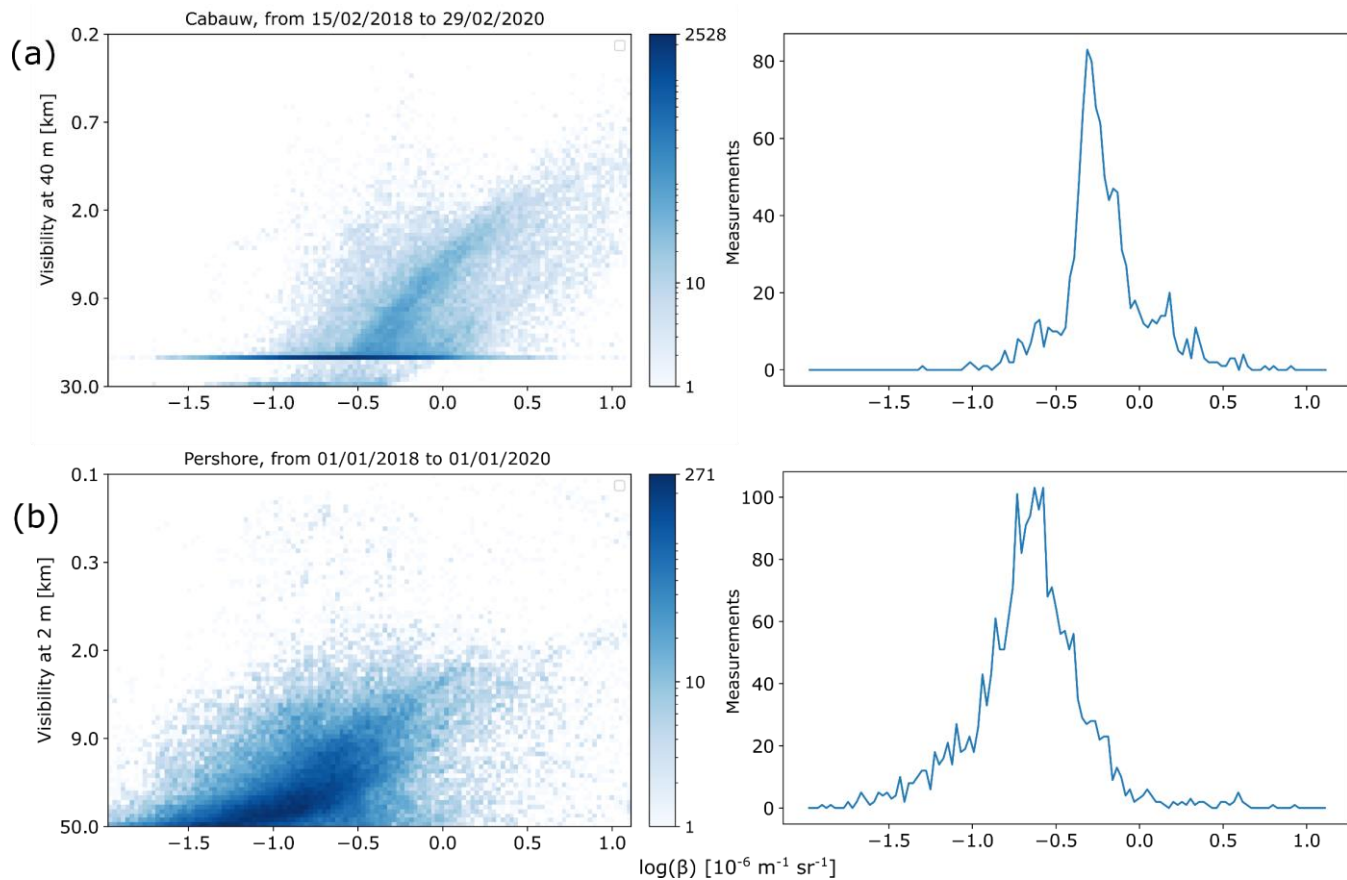 Cabauw, from 15/02/2018 to 29/02/2020
(a)
Visibility at 40 m [km]
0.2
0.7
2.0
9.0
30.0
−1.5 −1.0 −0.5 0.0 0.5 1.0
2528
10
1
Measurements
80
60
40
20
0
−1.5 −1.0 −0.5 0.0 0.5 1.0
Pershore, from 01/01/2018 to 01/01/2020
(b)
Visibility at 2 m [km]
0.1
0.3
2.0
9.0
50.0
−1.5 −1.0 −0.5 0.0 0.5 1.0
271
10
1
Measurements
100
80
60
40
20
0
−1.5 −1.0 −0.5 0.0 0.5 1.0
log(β) [10⁻⁶ m⁻¹ sr⁻¹]